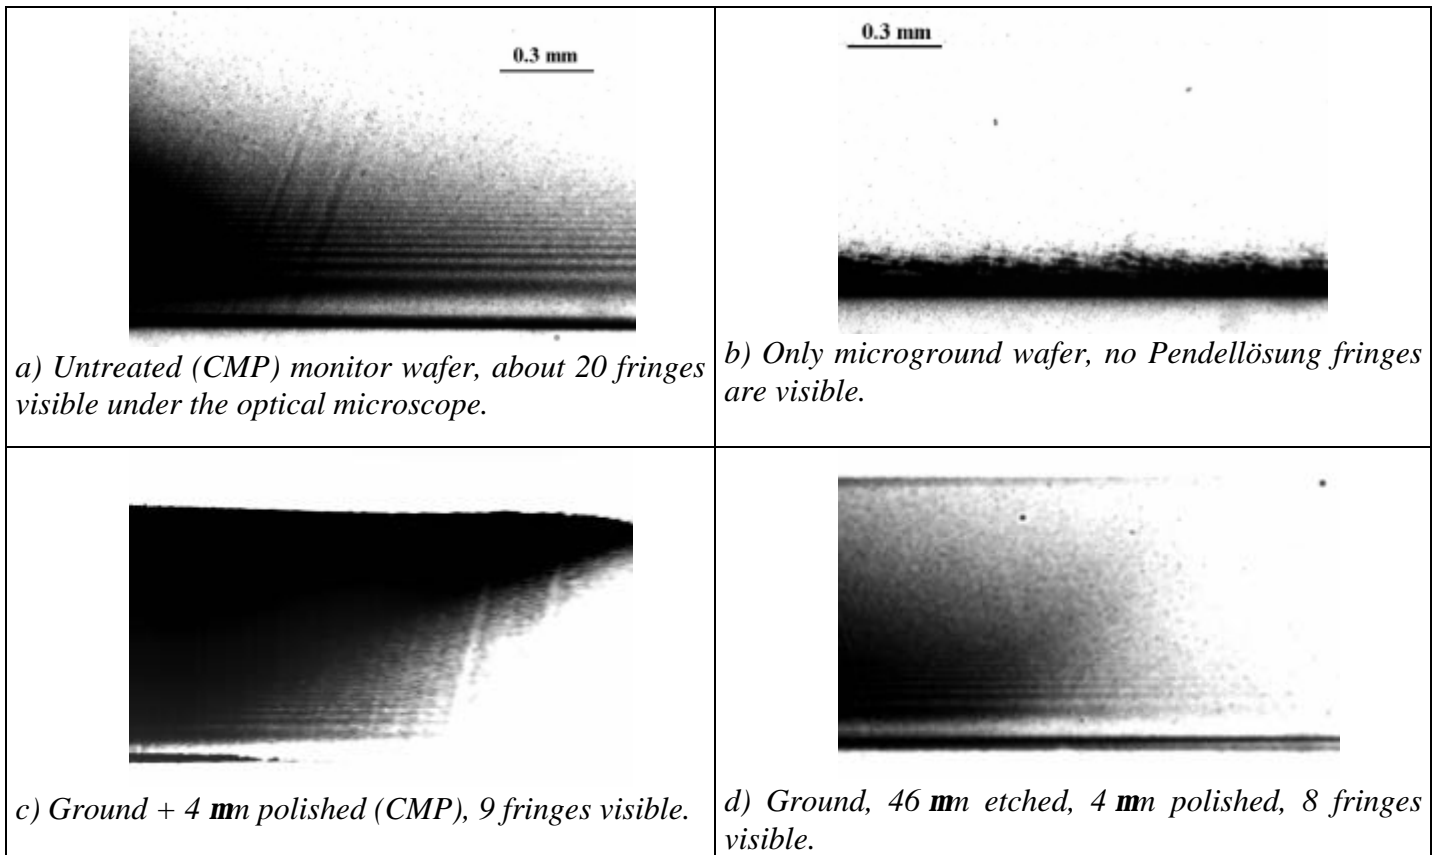 0.3 mm
a) Untreated (CMP) monitor wafer, about 20 fringes
visible under the optical microscope.
0.3 mm
b) Only microground wafer, no Pendellösung fringes
are visible.
c) Ground + 4 mm polished (CMP), 9 fringes visible.
d) Ground, 46 mm etched, 4 mm polished, 8 fringes
visible.